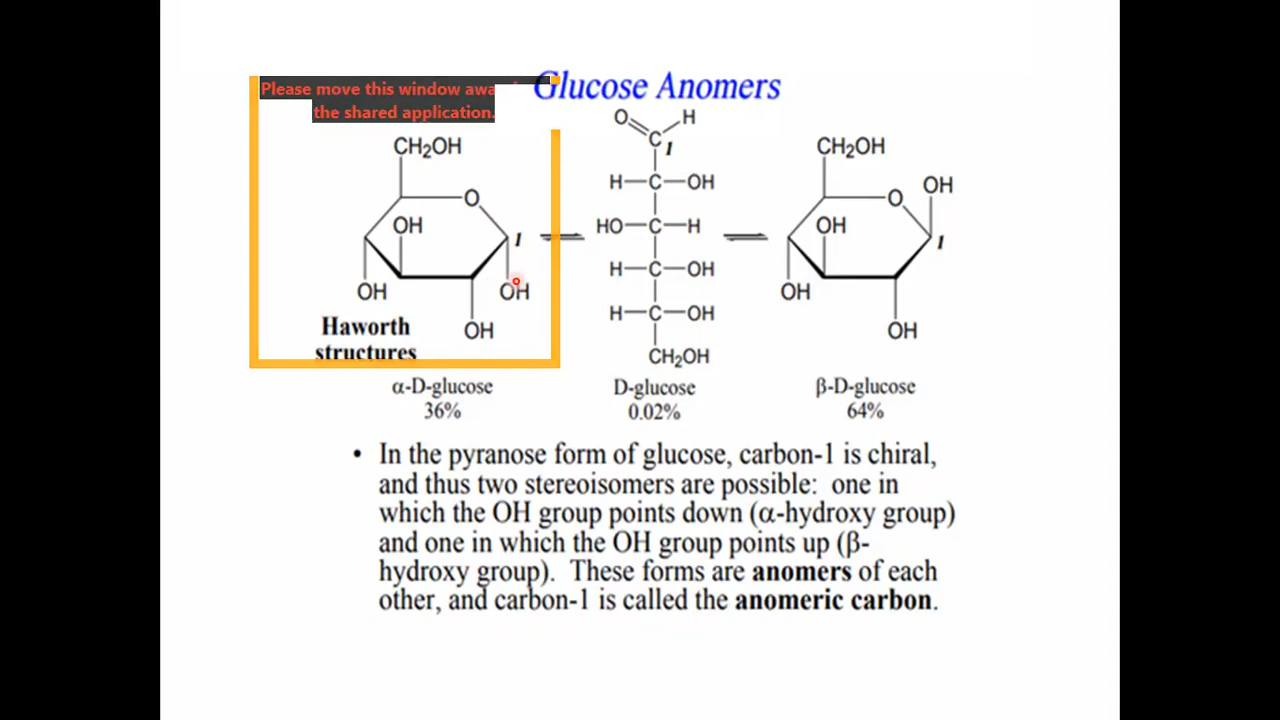 Please move this window awa
the shared application.
Glucose Anomers
O H
C 1
CH₂OH
H—C—OH
CH₂OH
O
OH
O
OH
HO—C—H
OH
1
1
H—C—OH
OH
OH
OH
H—C—OH
Haworth
OH
OH
structures
CH₂OH
α-D-glucose
D-glucose
β-D-glucose
36%
0.02%
64%
• In the pyranose form of glucose, carbon-1 is chiral,
and thus two stereoisomers are possible: one in
which the OH group points down (α-hydroxy group)
and one in which the OH group points up (β-
hydroxy group). These forms are anomers of each
other, and carbon-1 is called the anomeric carbon.